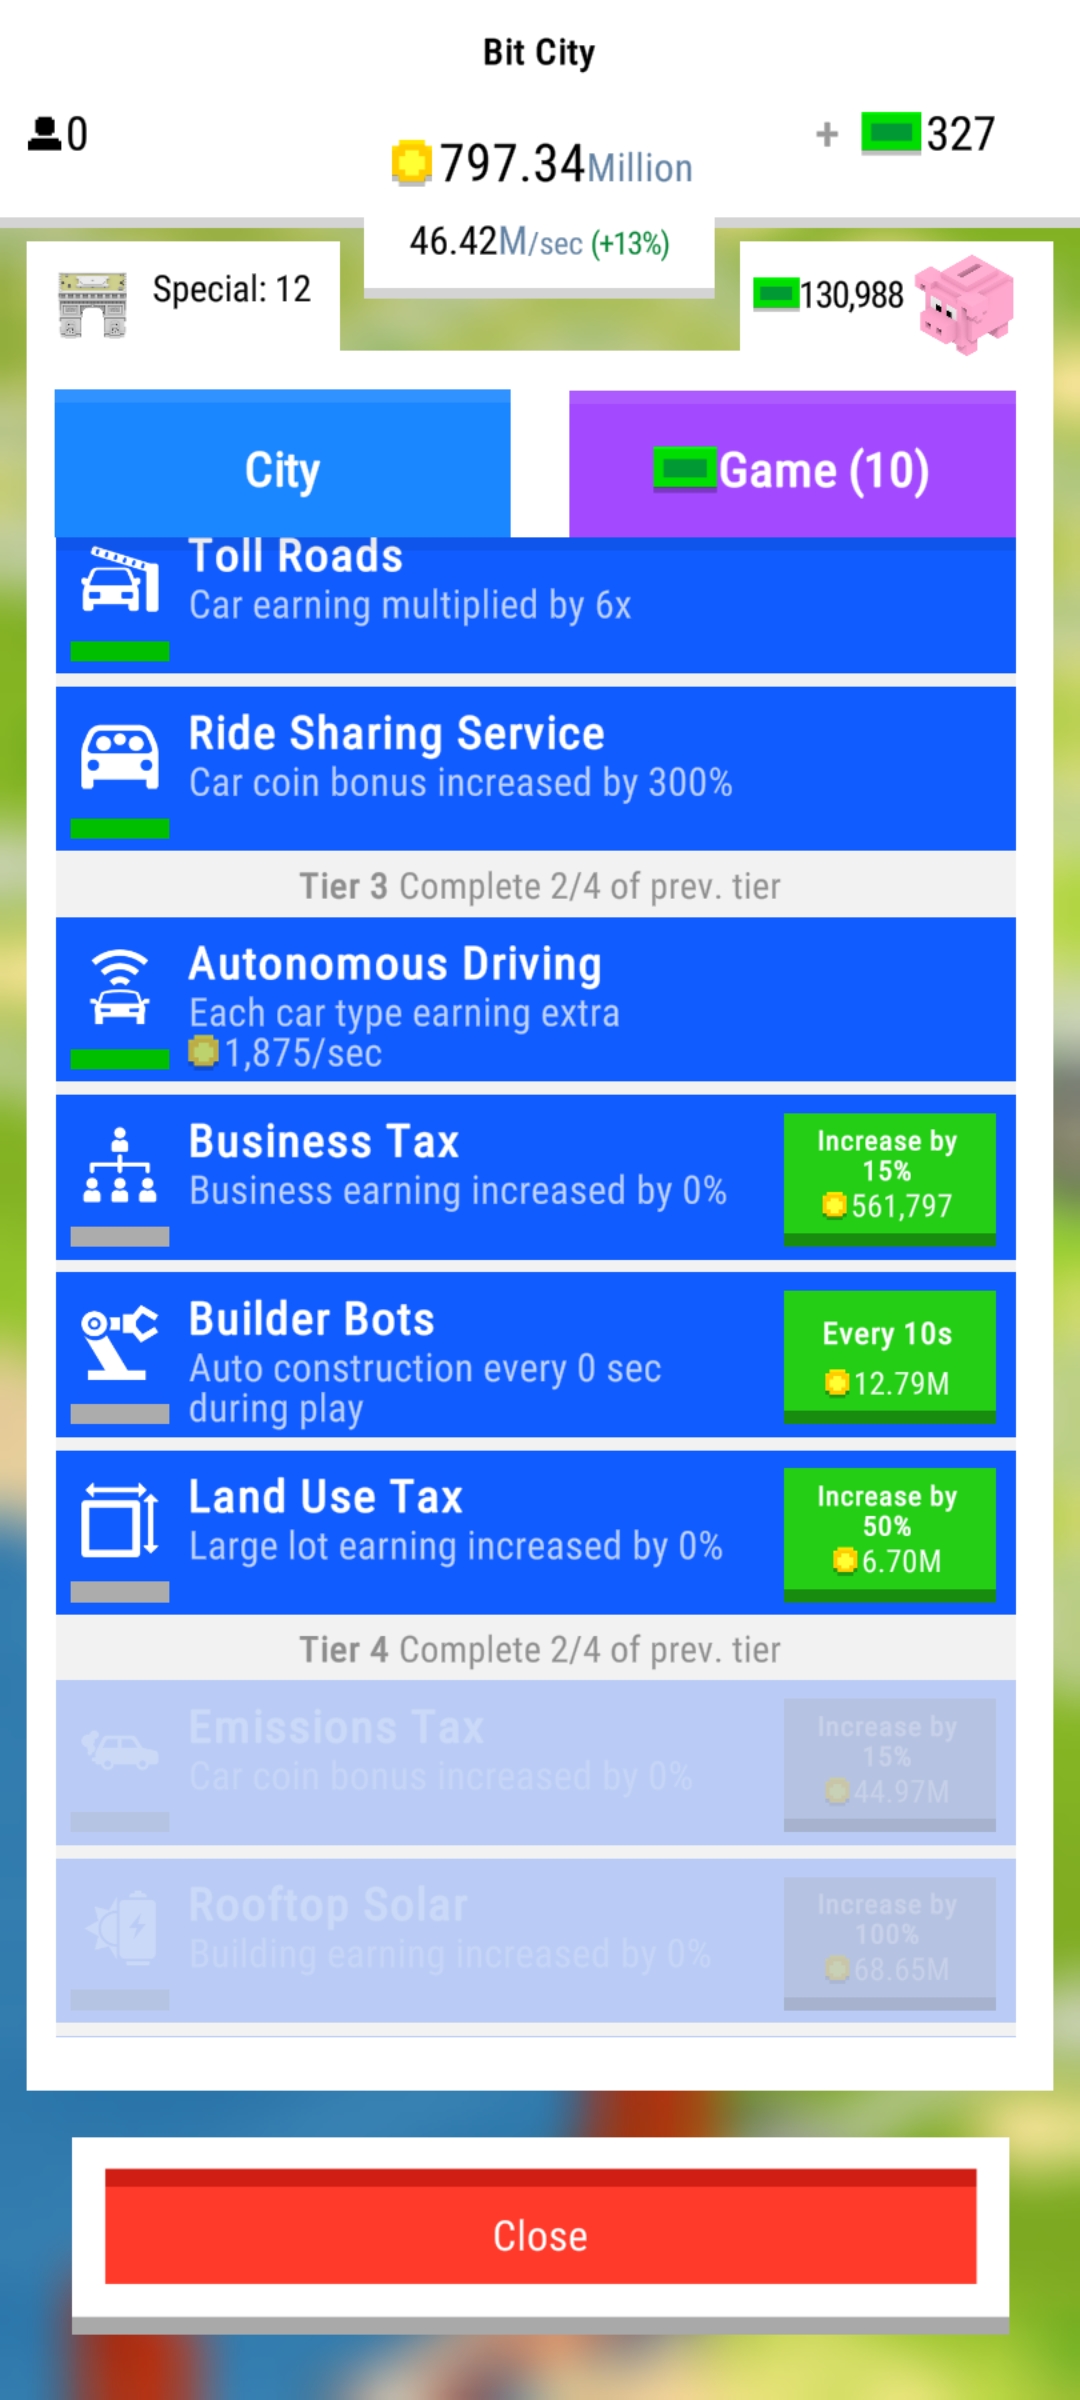 Bit City
0
797.34Million
+ 327
46.42M/sec (+13%)
Special: 12
130,988
City
Game (10)
Toll Roads
Car earning multiplied by 6x
Ride Sharing Service
Car coin bonus increased by 300%
Tier 3 Complete 2/4 of prev. tier
Autonomous Driving
Each car type earning extra
1,875/sec
Business Tax
Business earning increased by 0%
Increase by
15%
561,797
Builder Bots
Auto construction every 0 sec
during play
Every 10s
12.79M
Land Use Tax
Large lot earning increased by 0%
Increase by
50%
6.70M
Tier 4 Complete 2/4 of prev. tier
Emissions Tax
Car coin bonus increased by 0%
Increase by
15%
44.97M
Rooftop Solar
Building earning increased by 0%
Increase by
100%
68.65M
Close